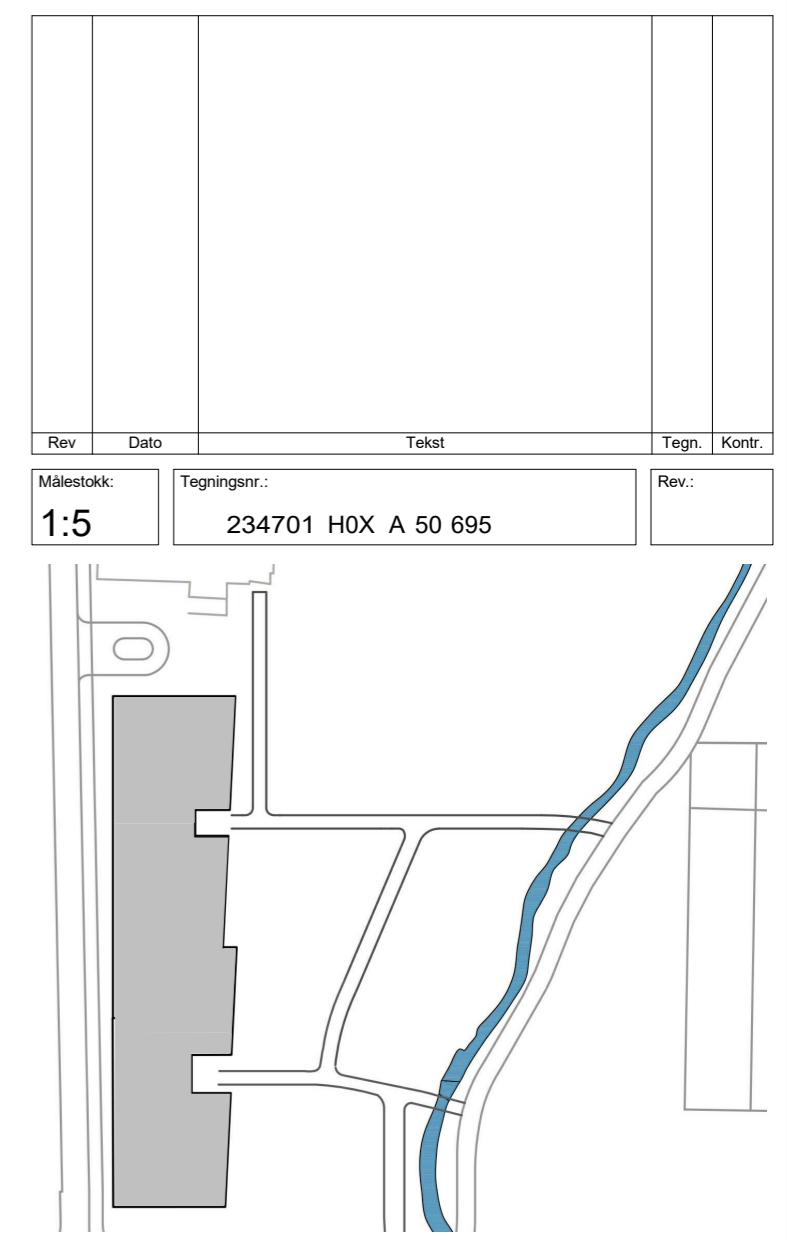 Rev Dato Tekst Tegn. Kontr.
Målestokk: Tegningsnr.: Rev.:
1:5 234701 H0X A 50 695